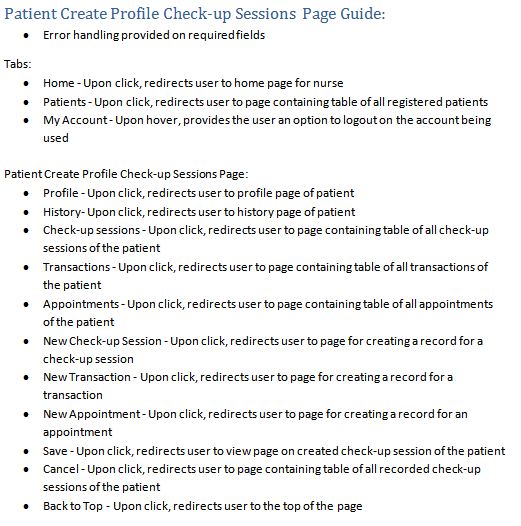 Patient Create Profile Check-up Sessions Page Guide:
• Error handling provided on required fields
Tabs:
• Home - Upon click, redirects user to home page for nurse
• Patients - Upon click, redirects user to page containing table of all registered patients
• My Account - Upon hover, provides the user an option to logout on the account being
used
Patient Create Profile Check-up Sessions Page:
• Profile - Upon click, redirects user to profile page of patient
• History- Upon click, redirects user to history page of patient
• Check-up sessions - Upon click, redirects user to page containing table of all check-up
sessions of the patient
• Transactions - Upon click, redirects user to page containing table of all transactions of
the patient
• Appointments - Upon click, redirects user to page containing table of all appointments
of the patient
• New Check-up Session - Upon click, redirects user to page for creating a record for a
check-up session
• New Transaction - Upon click, redirects user to page for creating a record for a
transaction
• New Appointment - Upon click, redirects user to page for creating a record for an
appointment
• Save - Upon click, redirects user to view page on created check-up session of the patient
• Cancel - Upon click, redirects user to page containing table of all recorded check-up
sessions of the patient
• Back to Top - Upon click, redirects user to the top of the page